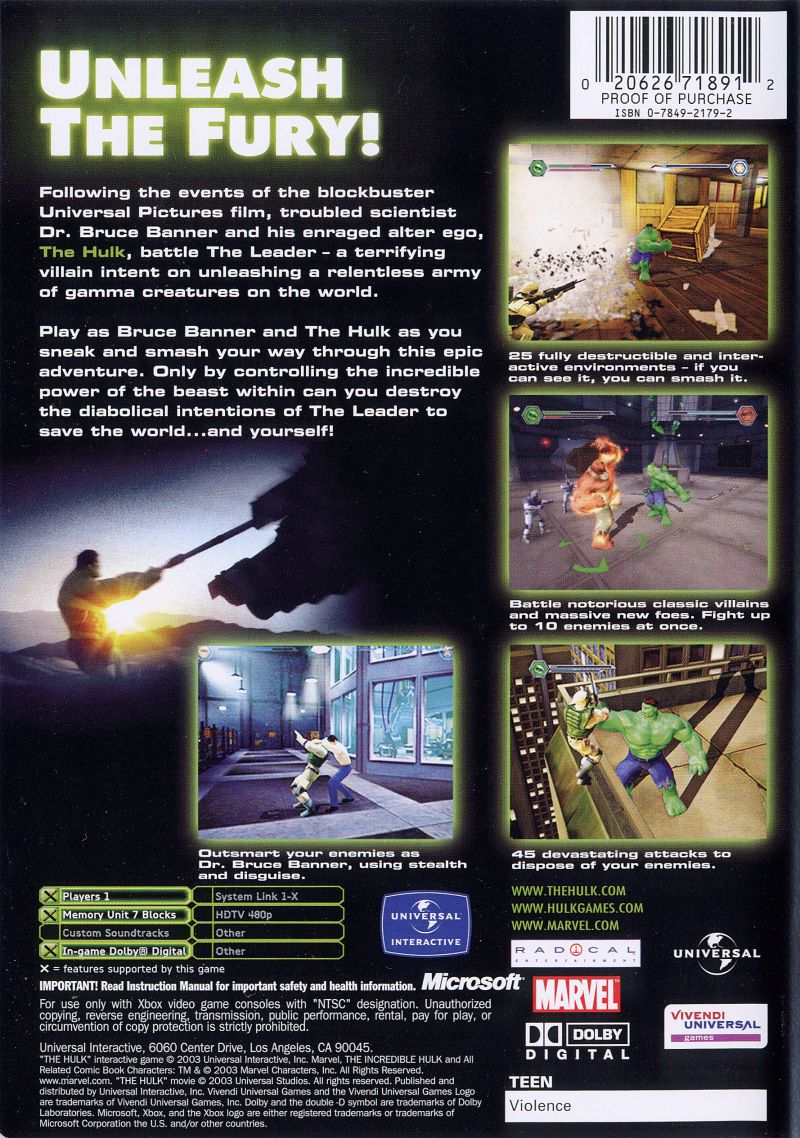 UNLEASH
THE FURY!
0 20626 71891 2
PROOF OF PURCHASE
ISBN 0-7849-2179-2
Following the events of the blockbuster
Universal Pictures film, troubled scientist
Dr. Bruce Banner and his enraged alter ego,
The Hulk, battle The Leader – a terrifying
villain intent on unleashing a relentless army
of gamma creatures on the world.
Play as Bruce Banner and The Hulk as you
sneak and smash your way through this epic
adventure. Only by controlling the incredible
power of the beast within can you destroy
the diabolical intentions of The Leader to
save the world...and yourself!
25 fully destructible and inter-
active environments – if you
can see it, you can smash it.
Battle notorious classic villains
and massive new foes. Fight up
to 10 enemies at once.
Outsmart your enemies as
Dr. Bruce Banner, using stealth
and disguise.
45 devastating attacks to
dispose of your enemies.
X Players 1
System Link 1-X
X Memory Unit 7 Blocks
HDTV 480p
Custom Soundtracks
Other
X In-game Dolby® Digital
Other
X = features supported by this game
UNIVERSAL
INTERACTIVE
WWW.THEHULK.COM
WWW.HULKGAMES.COM
WWW.MARVEL.COM
RADICAL
ENTERTAINMENT
UNIVERSAL
IMPORTANT! Read Instruction Manual for important safety and health information.
Microsoft
MARVEL
VIVENDI
UNIVERSAL
games
DOLBY
DIGITAL
For use only with Xbox video game consoles with "NTSC" designation. Unauthorized
copying, reverse engineering, transmission, public performance, rental, pay for play, or
circumvention of copy protection is strictly prohibited.
Universal Interactive, 6060 Center Drive, Los Angeles, CA 90045.
"THE HULK" interactive game © 2003 Universal Interactive, Inc. Marvel, THE INCREDIBLE HULK and All
Related Comic Book Characters: TM & © 2003 Marvel Characters, Inc. All Rights Reserved.
www.marvel.com. "THE HULK" movie © 2003 Universal Studios. All rights reserved. Published and
distributed by Universal Interactive, Inc. Vivendi Universal Games and the Vivendi Universal Games Logo
are trademarks of Vivendi Universal Games, Inc. Dolby and the double -D symbol are trademarks of Dolby
Laboratories. Microsoft, Xbox, and the Xbox logo are either registered trademarks or trademarks of
Microsoft Corporation the U.S. and/or other countries.
TEEN
Violence